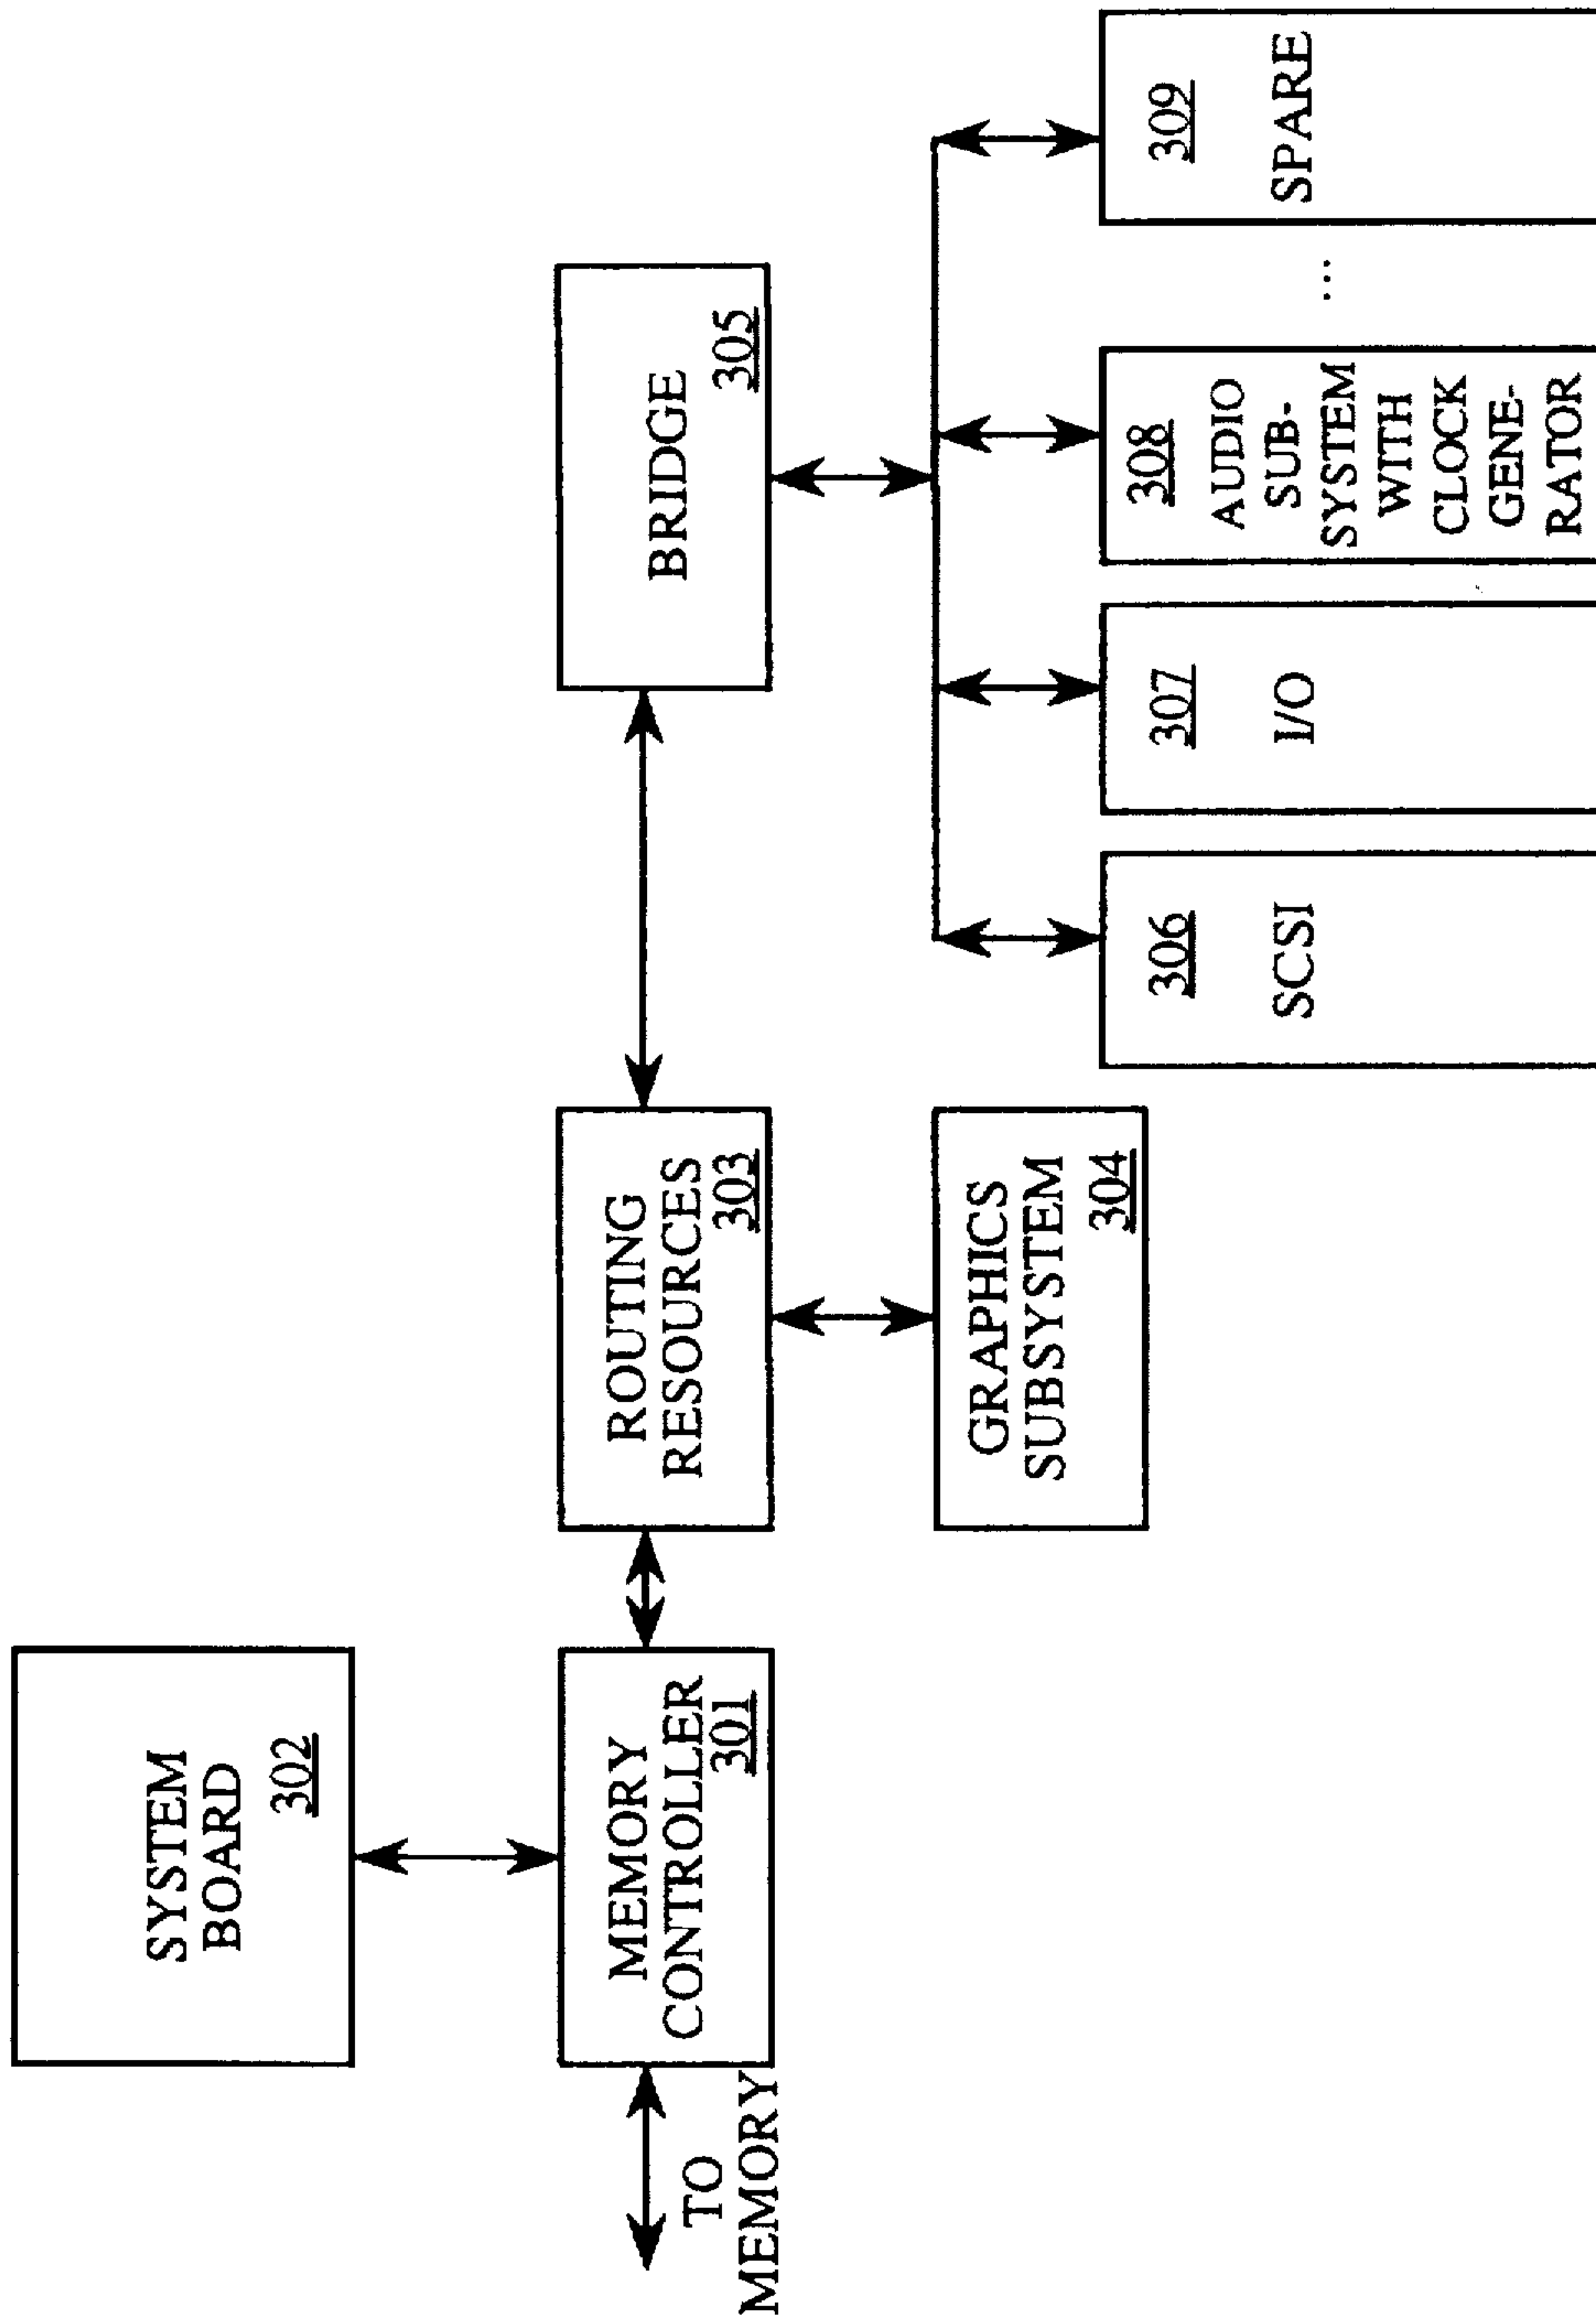 SYSTEM
BOARD
302
TO
MEMORY
MEMORY
CONTROLLER
301
ROUTING
RESOURCES
303
BRIDGE
305
GRAPHICS
SUBSYSTEM
304
306
SCSI
307
I/O
308
AUDIO
SUB-
SYSTEM
WITH
CLOCK
GENE-
RATOR
...
309
SPARE